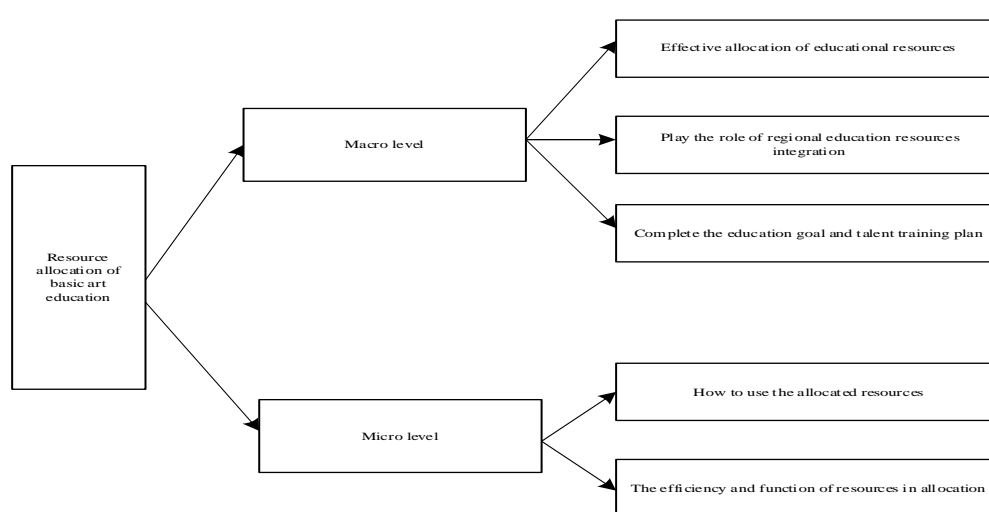 Resource
allocation of
basic art
education
Macro level
Effective allocation of educational resources
Play the role of regional education resources
integration
Complete the education goal and talent training plan
Micro level
How to use the allocated resources
The efficiency and function of resources in allocation